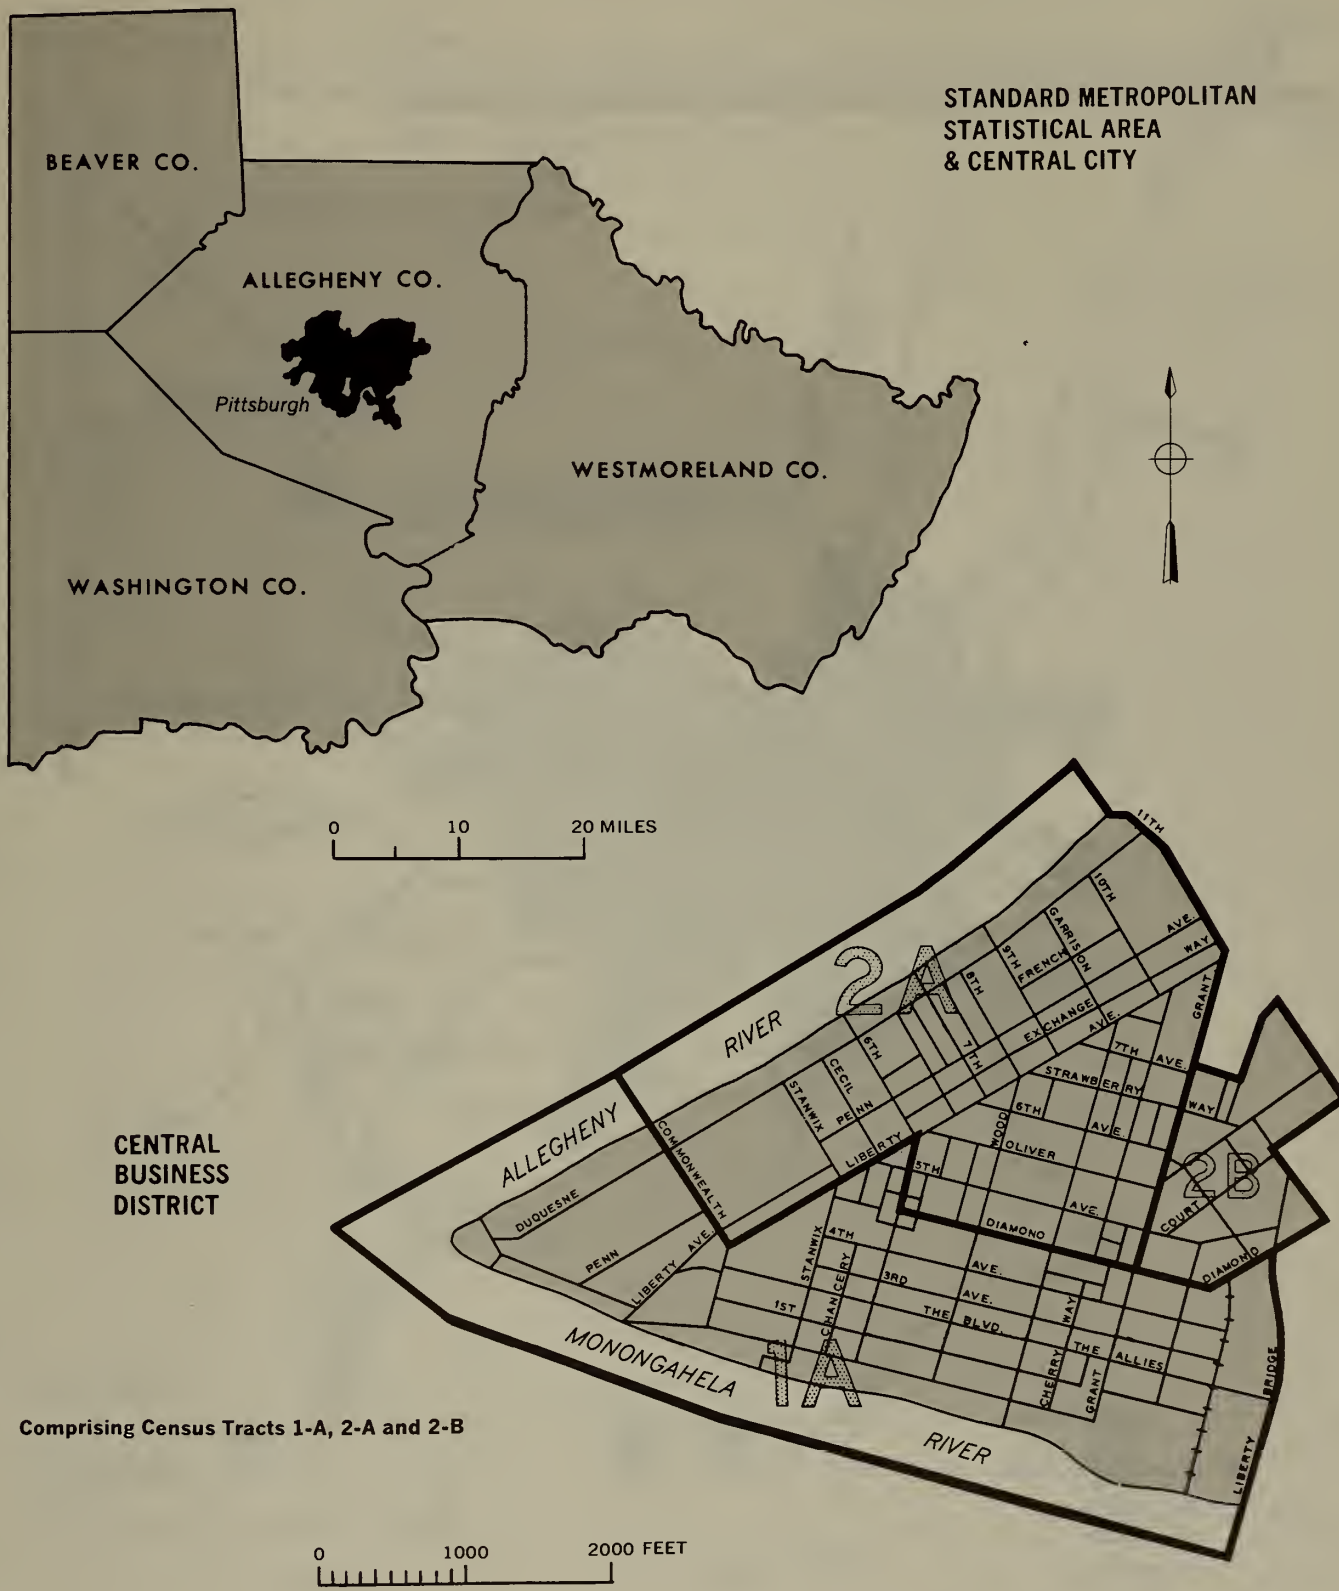 STANDARD METROPOLITAN
STATISTICAL AREA
& CENTRAL CITY
BEAVER CO.
ALLEGHENY CO.
Pittsburgh
WESTMORELAND CO.
WASHINGTON CO.
0 10 20 MILES
CENTRAL
BUSINESS
DISTRICT
11TH
10TH
GARRISON
9TH
FRENCH
AVE.
WAY
2A
8TH
GRANT
EXCHANGE
AVE.
RIVER
6TH
7TH
7TH AVE.
CECIL
STRAWBERRY
WAY
STANWIX
PENN
6TH
AVE
WOOD
ALLEGHENY
COMMONWEALTH
LIBERTY
OLIVER
5TH
AVE.
2B
COURT
DUQUESNE
DIAMOND
DIAMOND
PENN
LIBERTY AVE.
STANWIX
4TH
AVE.
CHANCERY
3RD
AVE.
WAY
1ST
THE BLVD.
THE ALLIES
MONONGAHELA
1A
CHERRY
GRANT
BRIDGE
LIBERTY
RIVER
Comprising Census Tracts 1-A, 2-A and 2-B
0 1000 2000 FEET